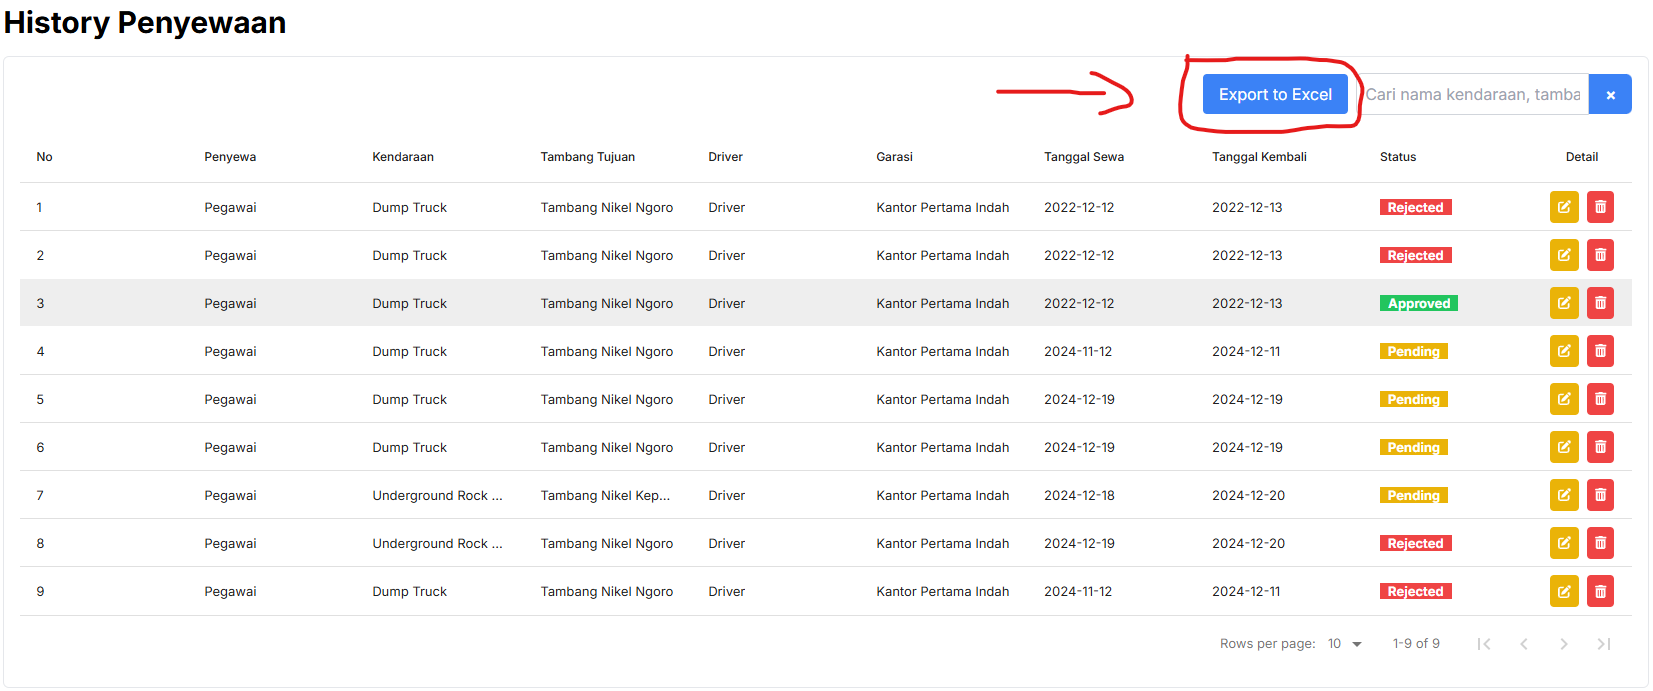 History Penyewaan
Export to Excel Cari nama kendaraan, tamba ×
No Penyewa Kendaraan Tambang Tujuan Driver Garasi Tanggal Sewa Tanggal Kembali Status Detail
1 Pegawai Dump Truck Tambang Nikel Ngoro Driver Kantor Pertama Indah 2022-12-12 2022-12-13 Rejected
2 Pegawai Dump Truck Tambang Nikel Ngoro Driver Kantor Pertama Indah 2022-12-12 2022-12-13 Rejected
3 Pegawai Dump Truck Tambang Nikel Ngoro Driver Kantor Pertama Indah 2022-12-12 2022-12-13 Approved
4 Pegawai Dump Truck Tambang Nikel Ngoro Driver Kantor Pertama Indah 2024-11-12 2024-12-11 Pending
5 Pegawai Dump Truck Tambang Nikel Ngoro Driver Kantor Pertama Indah 2024-12-19 2024-12-19 Pending
6 Pegawai Dump Truck Tambang Nikel Ngoro Driver Kantor Pertama Indah 2024-12-19 2024-12-19 Pending
7 Pegawai Underground Rock ... Tambang Nikel Kep... Driver Kantor Pertama Indah 2024-12-18 2024-12-20 Pending
8 Pegawai Underground Rock ... Tambang Nikel Ngoro Driver Kantor Pertama Indah 2024-12-19 2024-12-20 Rejected
9 Pegawai Dump Truck Tambang Nikel Ngoro Driver Kantor Pertama Indah 2024-11-12 2024-12-11 Rejected
Rows per page: 10 1-9 of 9